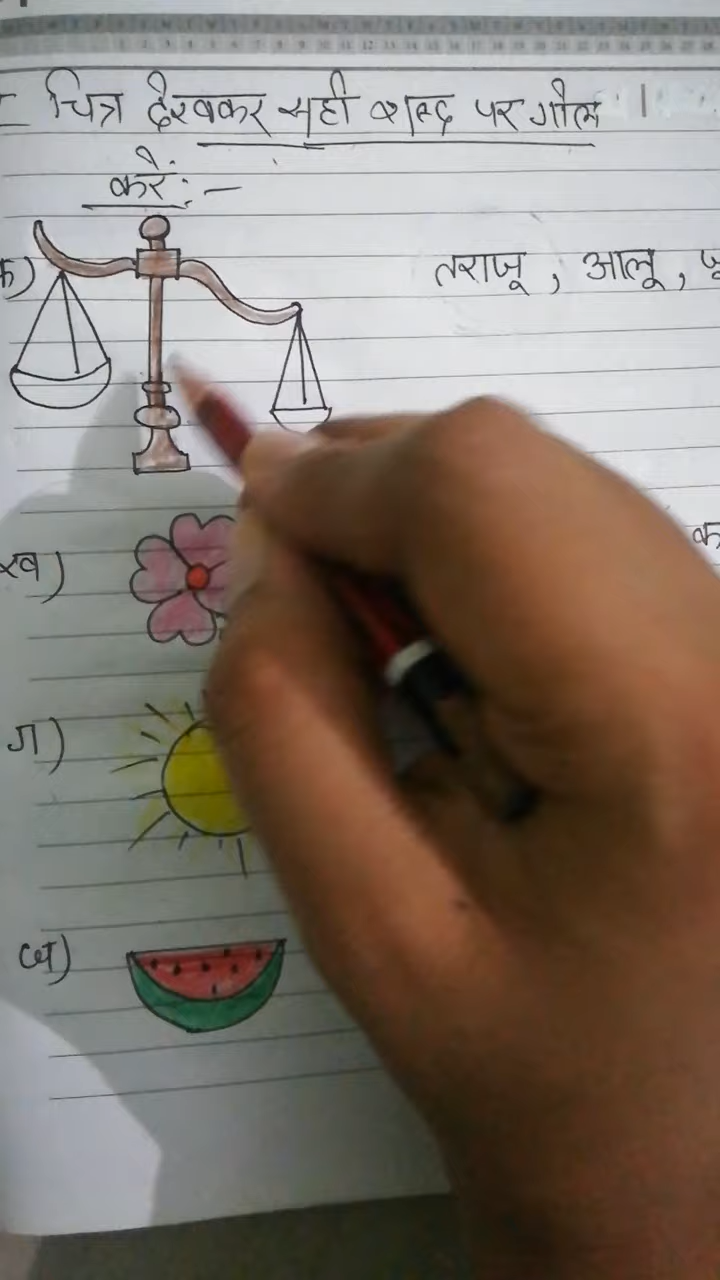 I चित्र देखकर सही शब्द पर गोल
करें:-
क) तराजू , आलू ,
ख)
ग)
घ)